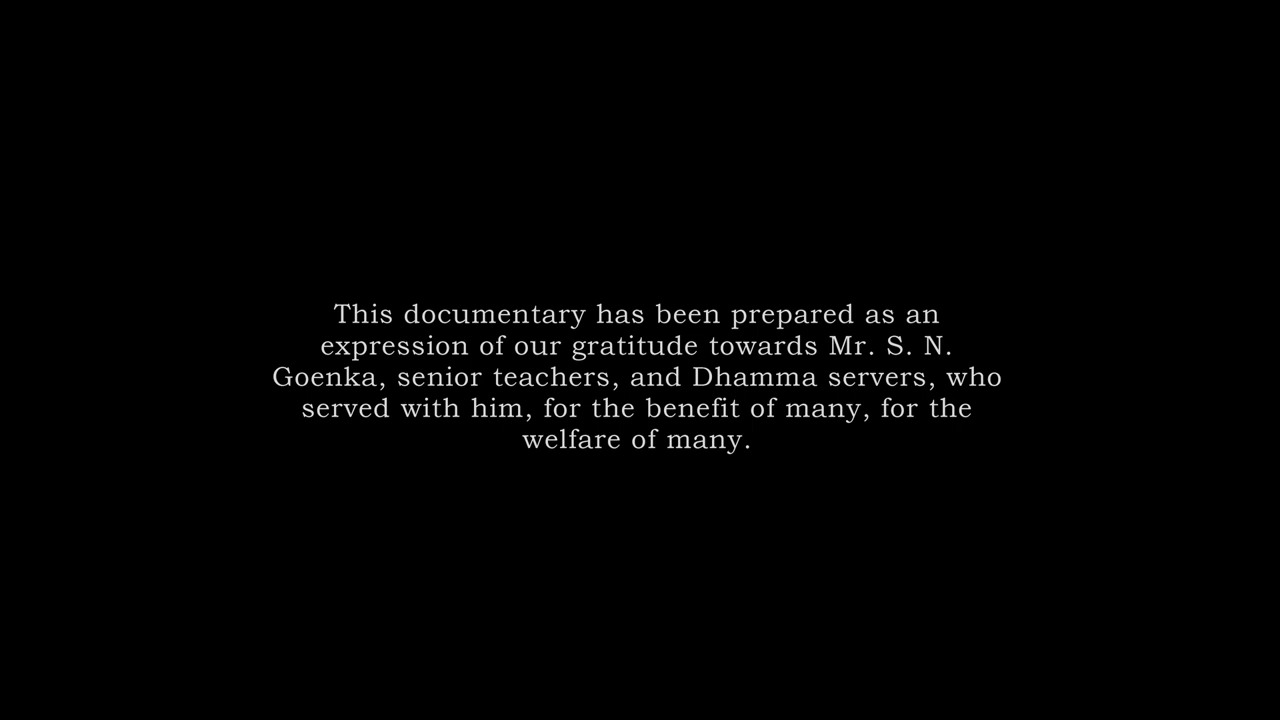 This documentary has been prepared as an
expression of our gratitude towards Mr. S. N.
Goenka, senior teachers, and Dhamma servers, who
served with him, for the benefit of many, for the
welfare of many.